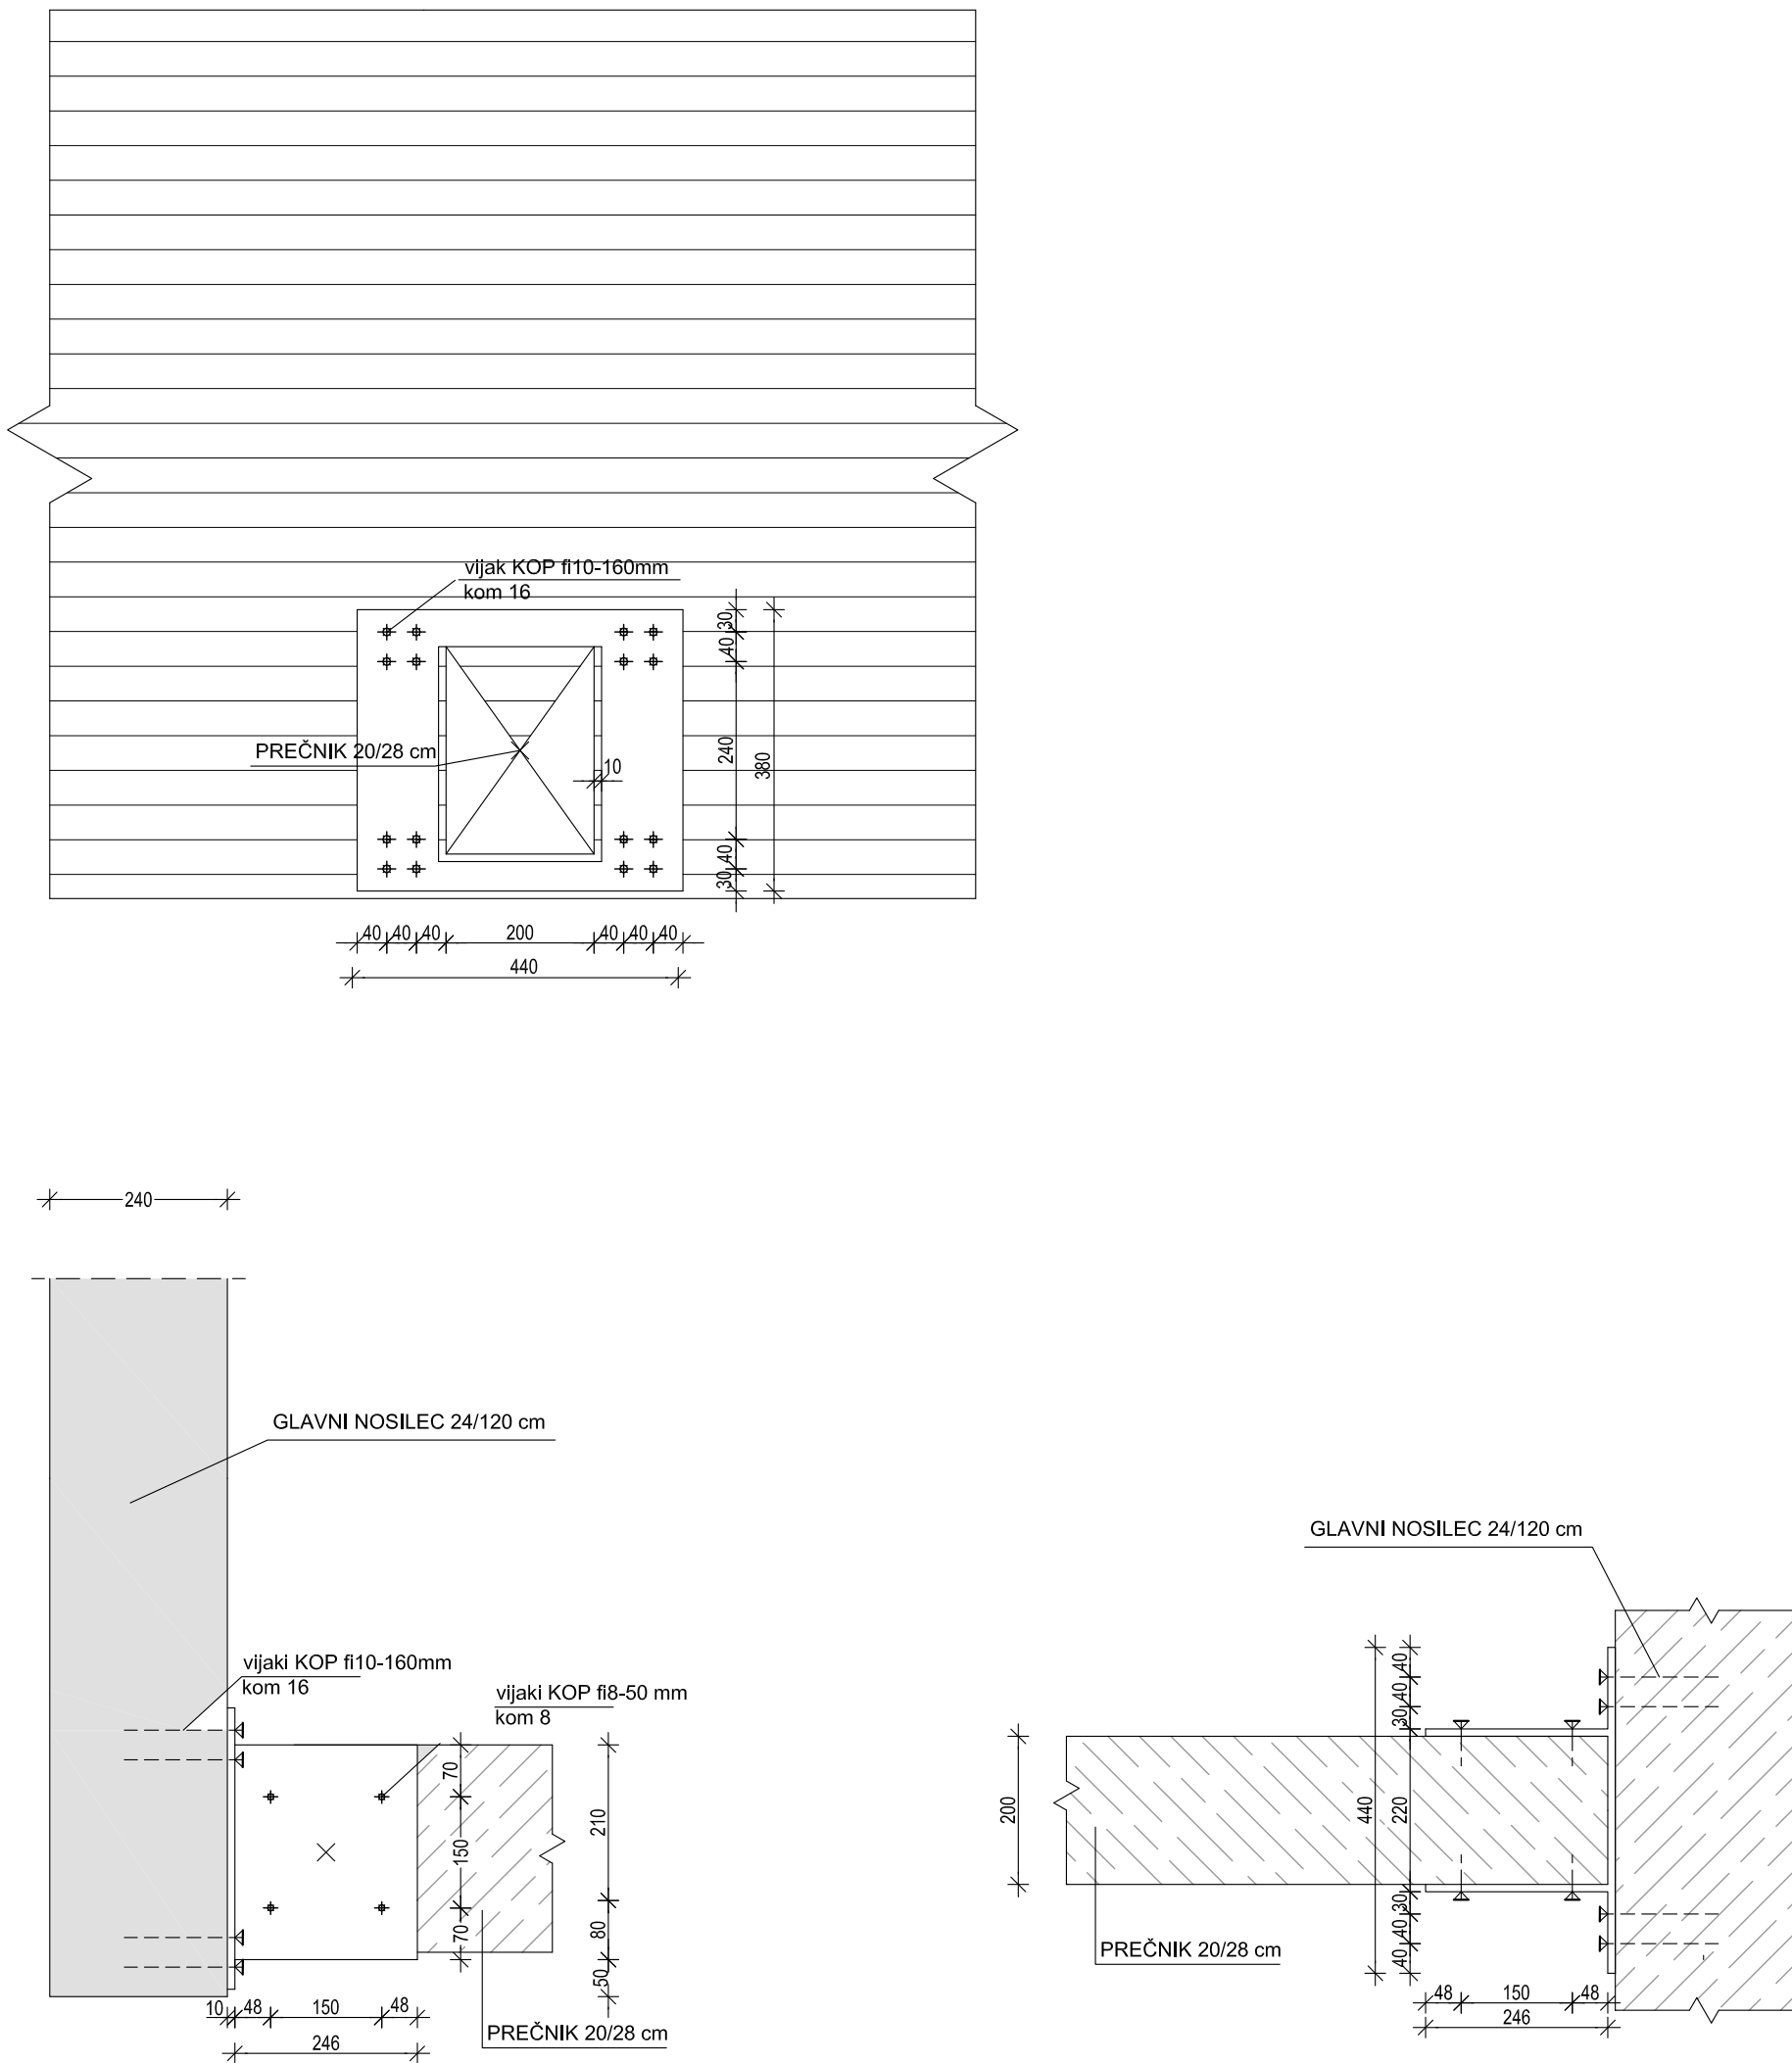 vijak KOP fi10-160mm
kom 16
PREČNIK 20/28 cm
10
30
40
240
40
30
380
40 40 40 200 40 40 40
440
240
GLAVNI NOSILEC 24/120 cm
vijaki KOP fi10-160mm
kom 16
vijaki KOP fi8-50 mm
kom 8
70
150
70
210
80
50
10 48 150 48
246
PREČNIK 20/28 cm
GLAVNI NOSILEC 24/120 cm
200
440
40
40
30
220
30
40
40
PREČNIK 20/28 cm
48 150 48
246